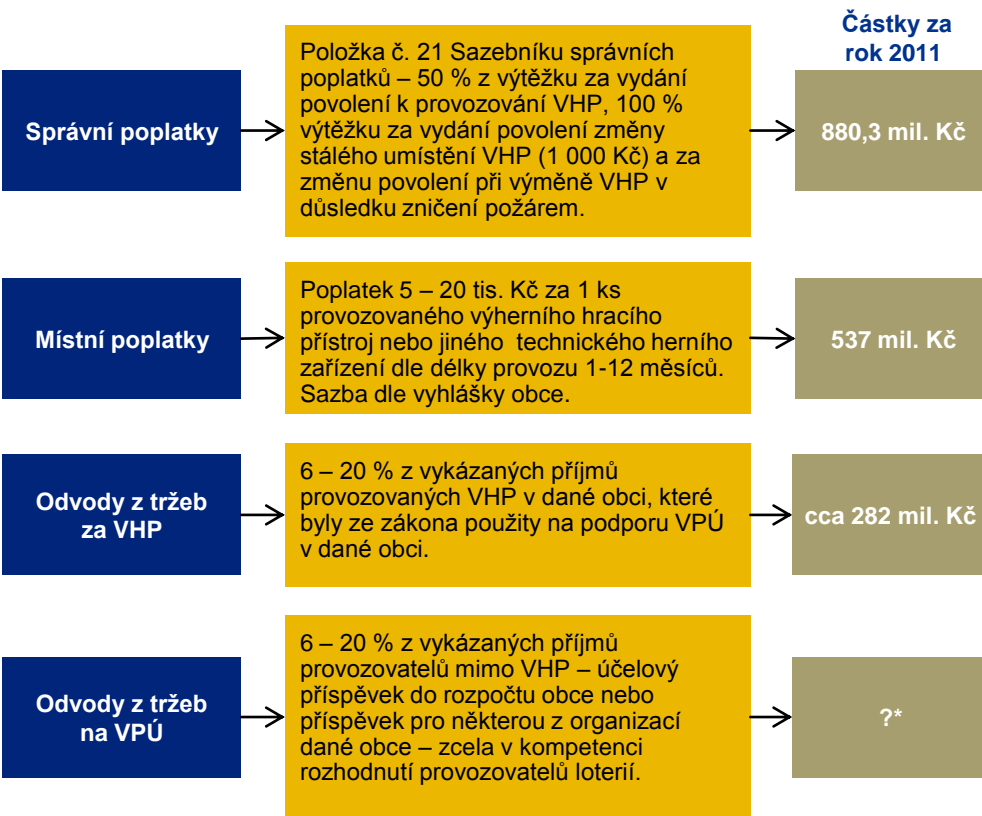 Částky za
rok 2011
Správní poplatky
Položka č. 21 Sazebníku správních
poplatků – 50 % z výtěžku za vydání
povolení k provozování VHP, 100 %
výtěžku za vydání povolení změny
stálého umístění VHP (1 000 Kč) a za
změnu povolení při výměně VHP v
důsledku zničení požárem.
880,3 mil. Kč
Místní poplatky
Poplatek 5 – 20 tis. Kč za 1 ks
provozovaného výherního hracího
přístroj nebo jiného  technického herního
zařízení dle délky provozu 1-12 měsíců.
Sazba dle vyhlášky obce.
537 mil. Kč
Odvody z tržeb
za VHP
6 – 20 % z vykázaných příjmů
provozovaných VHP v dané obci, které
byly ze zákona použity na podporu VPÚ
v dané obci.
cca 282 mil. Kč
Odvody z tržeb
na VPÚ
6 – 20 % z vykázaných příjmů
provozovatelů mimo VHP – účelový
příspěvek do rozpočtu obce nebo
příspěvek pro některou z organizací
dané obce – zcela v kompetenci
rozhodnutí provozovatelů loterií.
?*